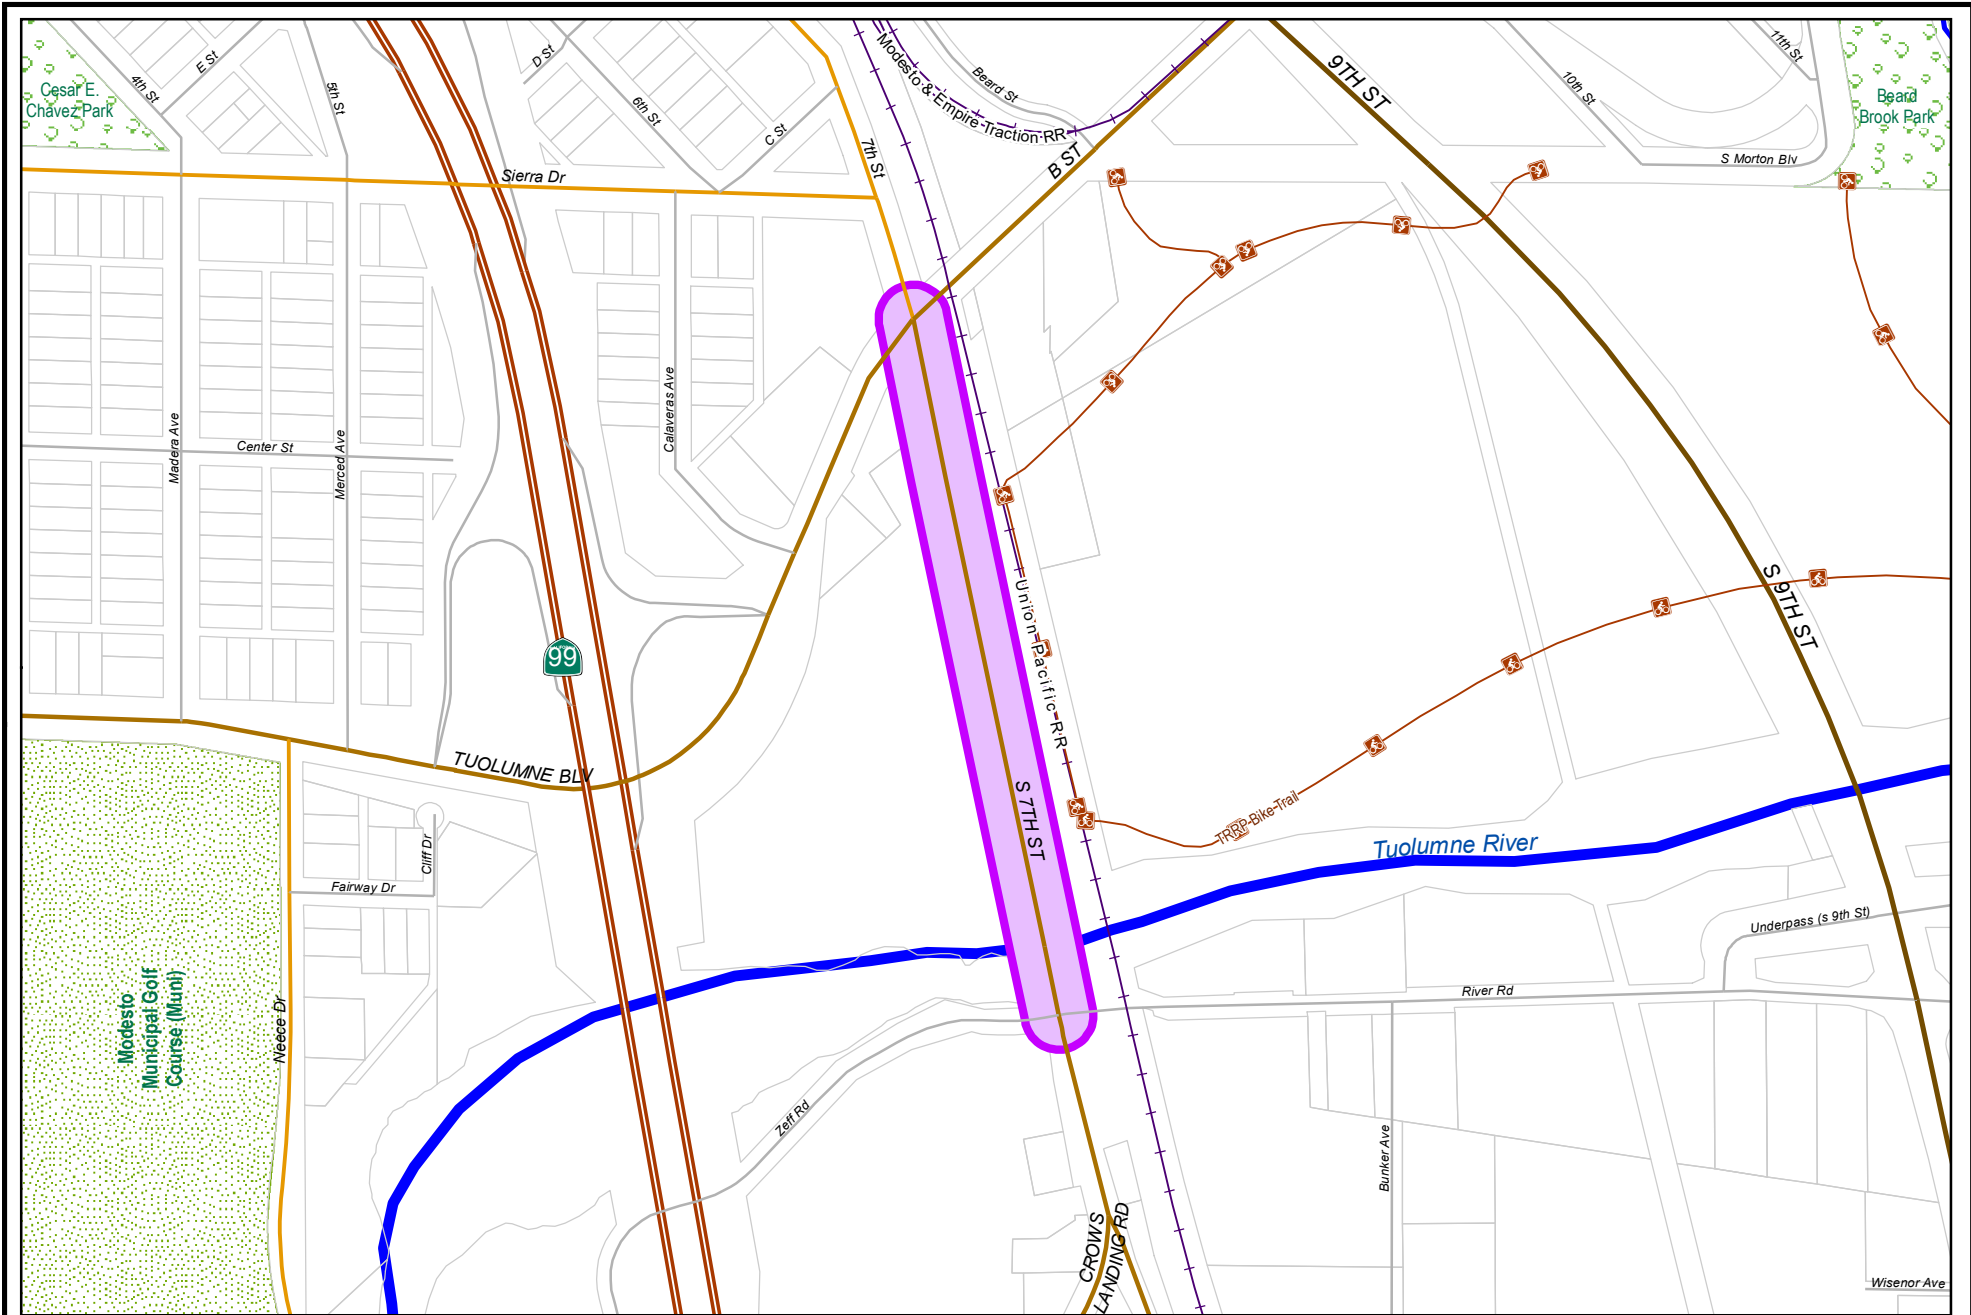 Cesar E.
Chavez Park
4th St
E St
5th St
D St
6th St
C St
7th St
Modesto & Empire Traction RR
Beard St
B ST
9TH ST
10th St
11th St
Beard
Brook Park
S Morton Blv
Sierra Dr
Madera Ave
Center St
Merced Ave
Calaveras Ave
99
Union Pacific RR
S 9TH ST
TUOLUMNE BLV
S 7TH ST
TRRP-Bike-Trail
Tuolumne River
Cliff Dr
Fairway Dr
Underpass (s 9th St)
River Rd
Modesto
Municipal Golf
Course (Muni)
Neece Dr
Zeff Rd
Bunker Ave
CROWS
LANDING RD
Wisenor Ave